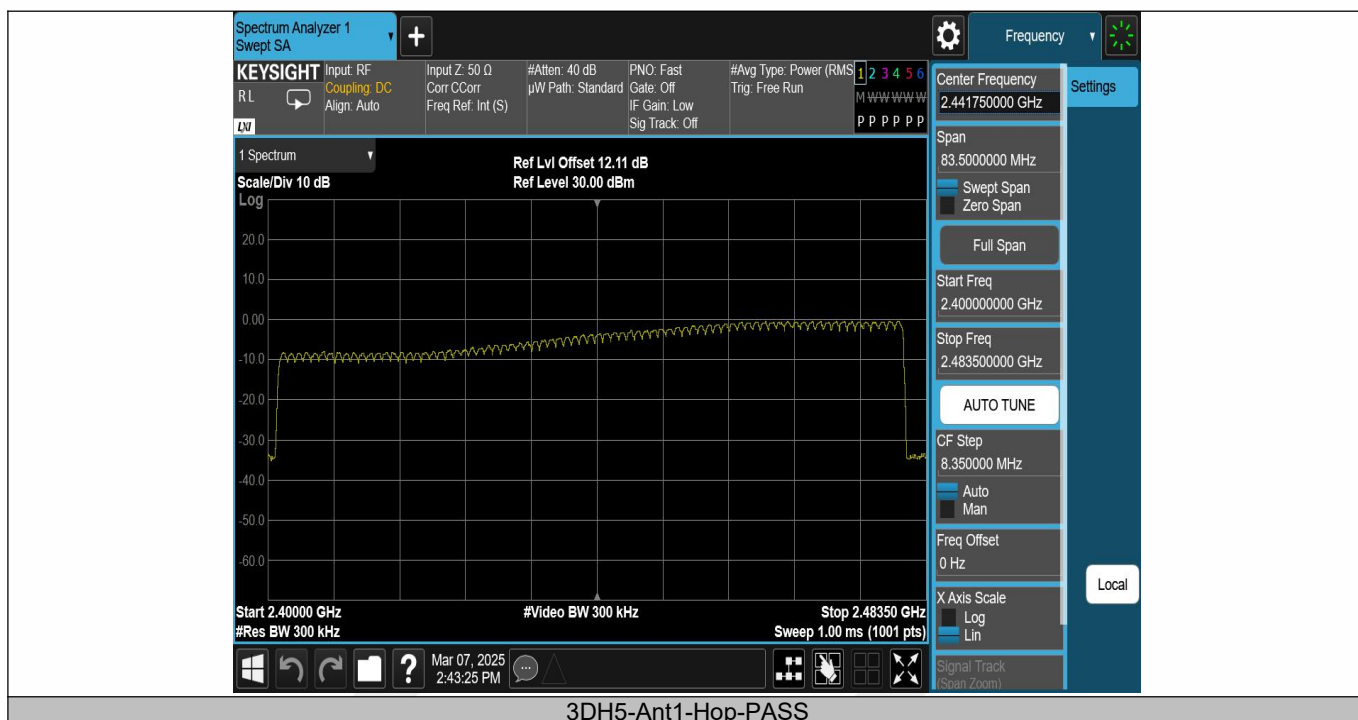 Spectrum Analyzer 1
Swept SA
+
Frequency
KEYSIGHT
R L
LXI
Input: RF
Coupling: DC
Align: Auto
Input Z: 50 Ω
Corr CCorr
Freq Ref: Int (S)
#Atten: 40 dB
µW Path: Standard
PNO: Fast
Gate: Off
IF Gain: Low
Sig Track: Off
#Avg Type: Power (RMS
Trig: Free Run
1 2 3 4 5 6
M W W W W W
P P P P P P
1 Spectrum
Scale/Div 10 dB
Log
Ref Lvl Offset 12.11 dB
Ref Level 30.00 dBm
20.0
10.0
0.00
-10.0
-20.0
-30.0
-40.0
-50.0
-60.0
Start 2.40000 GHz
#Res BW 300 kHz
#Video BW 300 kHz
Stop 2.48350 GHz
Sweep 1.00 ms (1001 pts)
Center Frequency
2.441750000 GHz
Settings
Span
83.5000000 MHz
Swept Span
Zero Span
Full Span
Start Freq
2.400000000 GHz
Stop Freq
2.483500000 GHz
AUTO TUNE
CF Step
8.350000 MHz
Auto
Man
Freq Offset
0 Hz
X Axis Scale
Log
Lin
Signal Track
(Span Zoom)
Local
?
Mar 07, 2025
2:43:25 PM
3DH5-Ant1-Hop-PASS